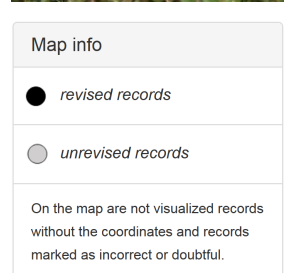 Map info
revised records
unrevised records
On the map are not visualized records
without the coordinates and records
marked as incorrect or doubtful.